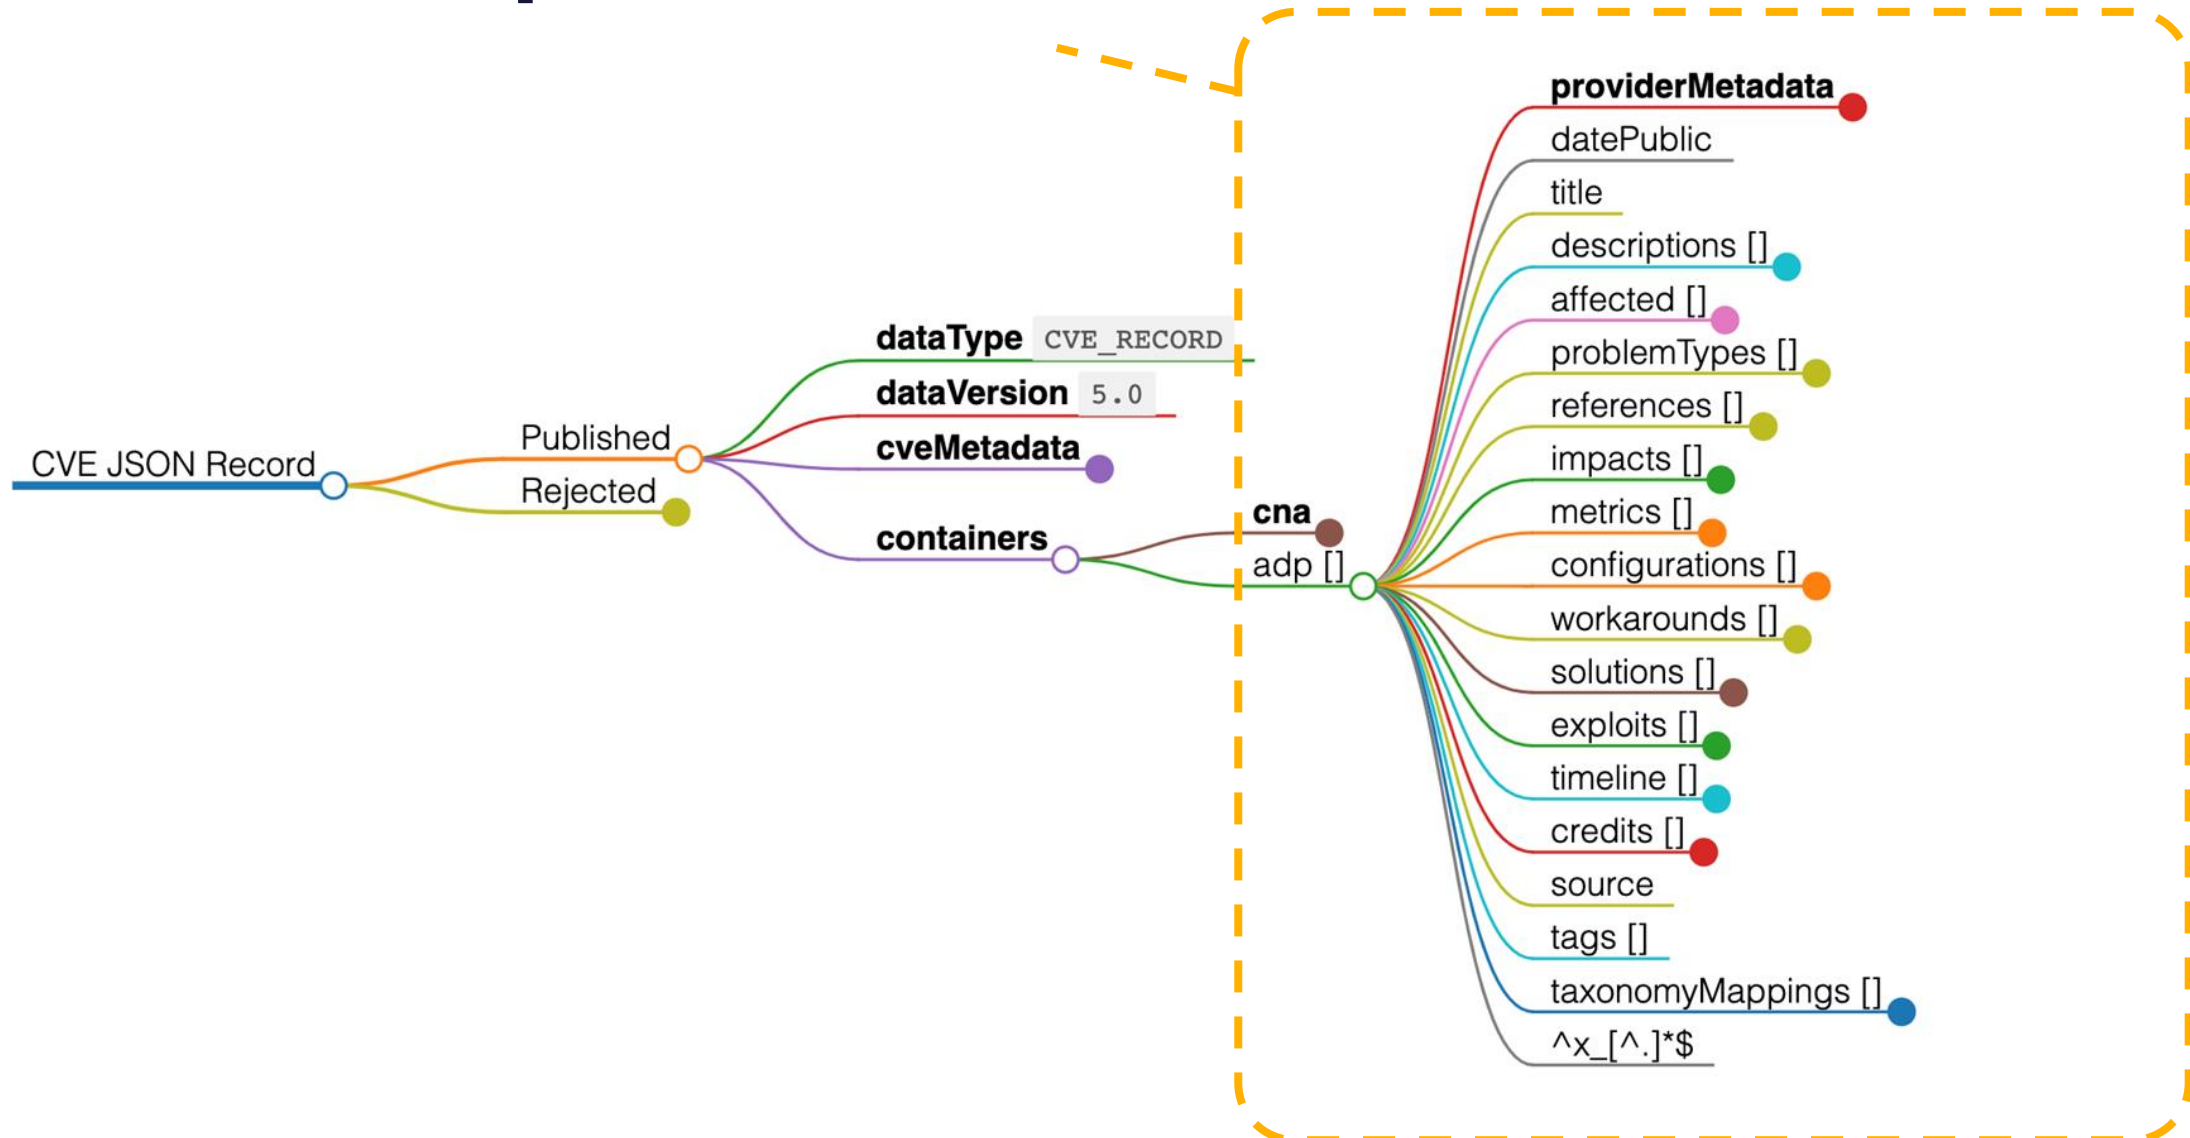 CVE JSON Record
Published
Rejected
dataType CVE_RECORD
dataVersion 5.0
cveMetadata
containers
cna
adp []
providerMetadata
datePublic
title
descriptions []
affected []
problemTypes []
references []
impacts []
metrics []
configurations []
workarounds []
solutions []
exploits []
timeline []
credits []
source
tags []
taxonomyMappings []
^x_[^.]*$